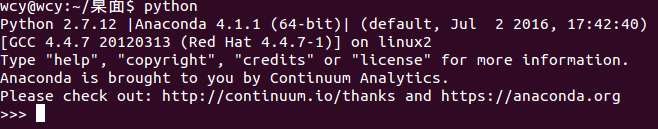 wcy@wcy:~/桌面$ python
Python 2.7.12 |Anaconda 4.1.1 (64-bit)| (default, Jul  2 2016, 17:42:40)
[GCC 4.4.7 20120313 (Red Hat 4.4.7-1)] on linux2
Type "help", "copyright", "credits" or "license" for more information.
Anaconda is brought to you by Continuum Analytics.
Please check out: http://continuum.io/thanks and https://anaconda.org
>>>